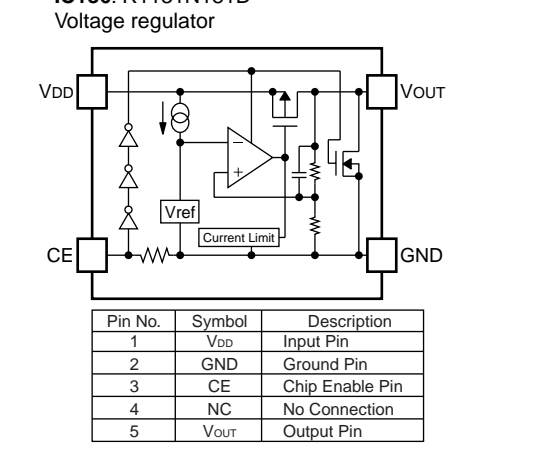 Voltage regulator
VDD
VOUT
Vref
Current Limit
CE
GND
Pin No. Symbol Description
1 VDD Input Pin
2 GND Ground Pin
3 CE Chip Enable Pin
4 NC No Connection
5 VOUT Output Pin